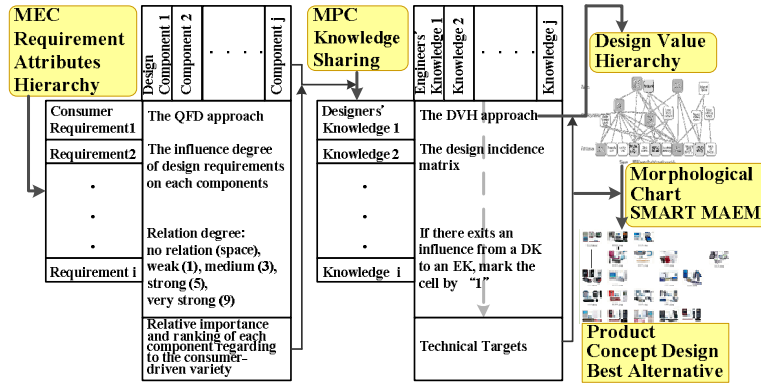 MEC
Requirement
Attributes
Hierarchy
Design
Component 1
Component 2
. . . .
Component j
MPC
Knowledge
Sharing
Engineers'
Knowledge 1
Knowledge 2
. . . .
Knowledge j
Design Value
Hierarchy
Consumer
Requirement1
Requirement2
.
.
.
Requirement i
The QFD approach
The influence degree
of design requirements
on each components
Relation degree:
no relation (space),
weak (1), medium (3),
strong (5),
very strong (9)
Relative importance
and ranking of each
component regarding
to the consumer-
driven variety
Designers'
Knowledge 1
Knowledge 2
.
.
.
Knowledge i
The DVH approach
The design incidence
matrix
If there exits an
influence from a DK
to an EK, mark the
cell by “1”
Technical Targets
Morphological
Chart
SMART MAEM
Product
Concept Design
Best Alternative